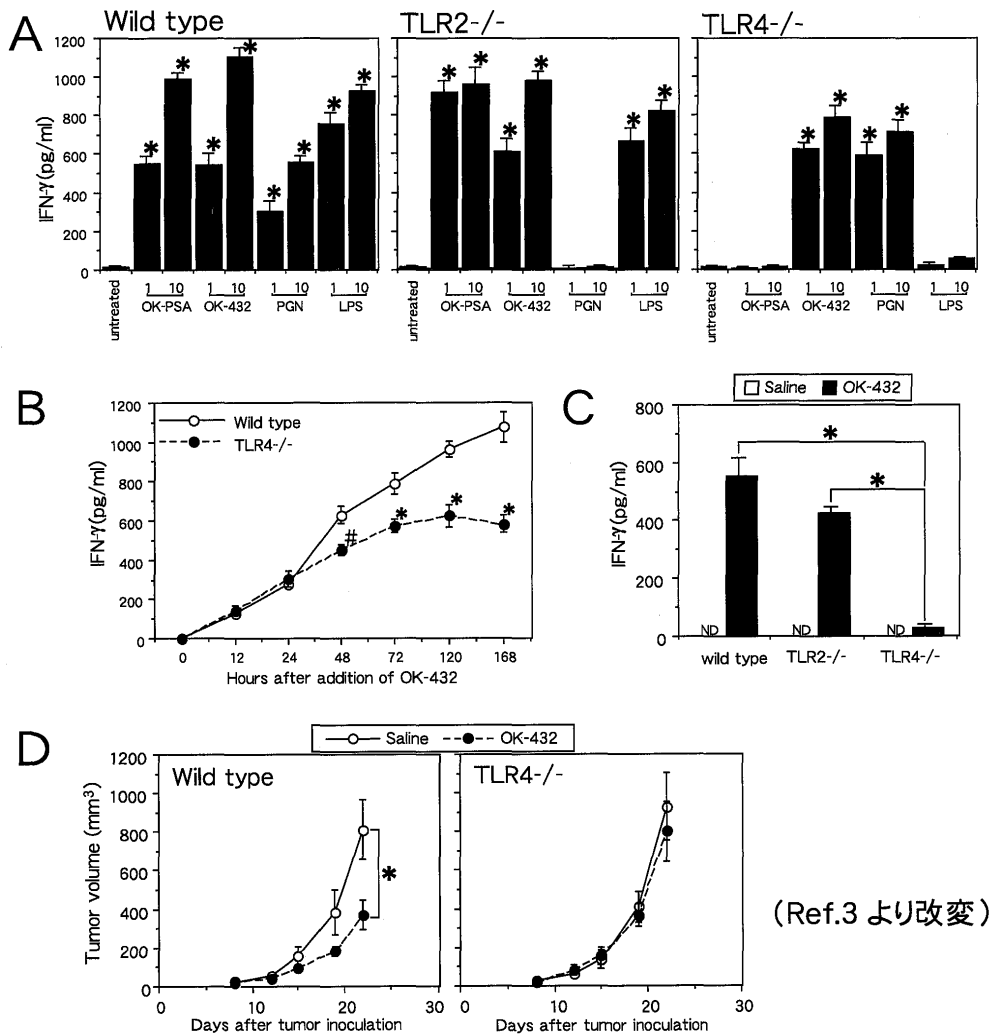 A
Wild type
TLR2-/-
TLR4-/-
IFN-γ(pg/ml)
1200
1000
800
600
400
200
0
* * * * * * * *
* * * * * *
* * * *
untreated
1 10 1 10 1 10 1 10
OK-PSA OK-432 PGN LPS
untreated
1 10 1 10 1 10 1 10
OK-PSA OK-432 PGN LPS
untreated
1 10 1 10 1 10 1 10
OK-PSA OK-432 PGN LPS
B
IFN-γ(pg/ml)
1200
1000
800
600
400
200
0
Wild type
TLR4-/-
# * * *
0 12 24 48 72 120 168
Hours after addition of OK-432
C
Saline OK-432
IFN-γ(pg/ml)
800
600
400
200
0
*
*
ND ND ND
wild type TLR2-/- TLR4-/-
D
Saline OK-432
Wild type
TLR4-/-
Tumor volume (mm³)
1200
1000
800
600
400
200
0
*
0 10 20 30
Days after tumor inoculation
0 10 20 30
Days after tumor inoculation
(Ref.3 より改変)